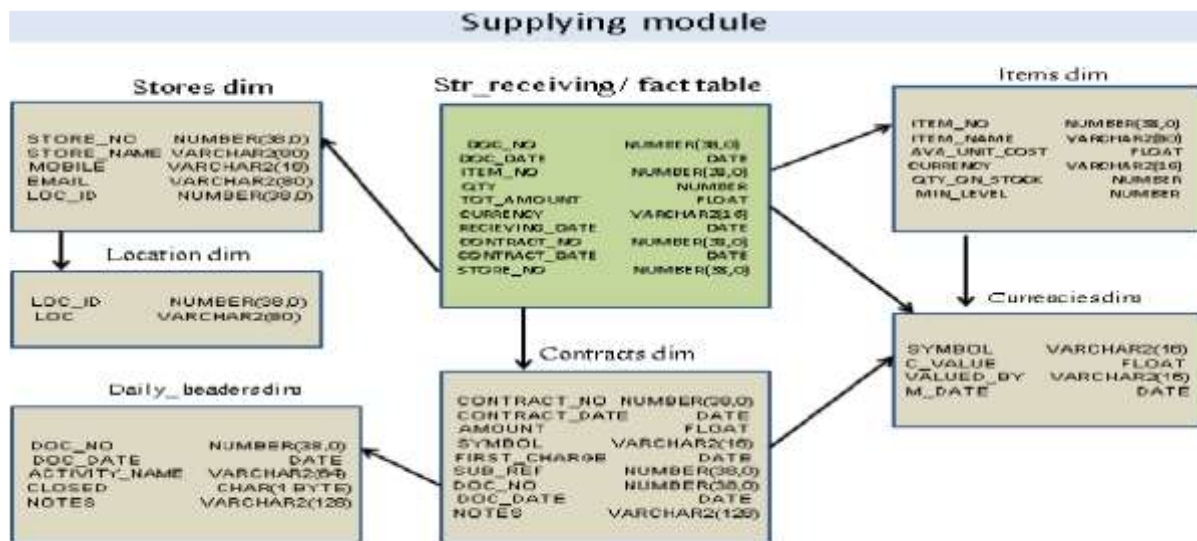 Supplying module
Stores dim
STORE_NO NUMBER(38,0)
STORE_NAME VARCHAR2(80)
MOBILE VARCHAR2(16)
EMAIL VARCHAR2(80)
LOC_ID NUMBER(38,0)
Location dim
LOC_ID NUMBER(38,0)
LOC VARCHAR2(80)
Daily_headersdim
DOC_NO NUMBER(38,0)
DOC_DATE DATE
ACTIVITY_NAME VARCHAR2(64)
CLOSED CHAR(1 BYTE)
NOTES VARCHAR2(128)
Str_receiving / fact table
DOC_NO NUMBER(38,0)
DOC_DATE DATE
ITEM_NO NUMBER(38,0)
QTY NUMBER
TOT_AMOUNT FLOAT
CURRENCY VARCHAR2(16)
RECIEVING_DATE DATE
CONTRACT_NO NUMBER(38,0)
CONTRACT_DATE DATE
STORE_NO NUMBER(38,0)
Contracts dim
CONTRACT_NO NUMBER(38,0)
CONTRACT_DATE DATE
AMOUNT FLOAT
SYMBOL VARCHAR2(16)
FIRST_CHARGE DATE
SUB_REF NUMBER(38,0)
DOC_NO NUMBER(38,0)
DOC_DATE DATE
NOTES VARCHAR2(128)
Items dim
ITEM_NO NUMBER(38,0)
ITEM_NAME VARCHAR2(80)
AVA_UNIT_COST FLOAT
CURRENCY VARCHAR2(16)
QTY_ON_STOCK NUMBER
MIN_LEVEL NUMBER
Currenciesdim
SYMBOL VARCHAR2(16)
C_VALUE FLOAT
VALUED_BY VARCHAR2(16)
M_DATE DATE